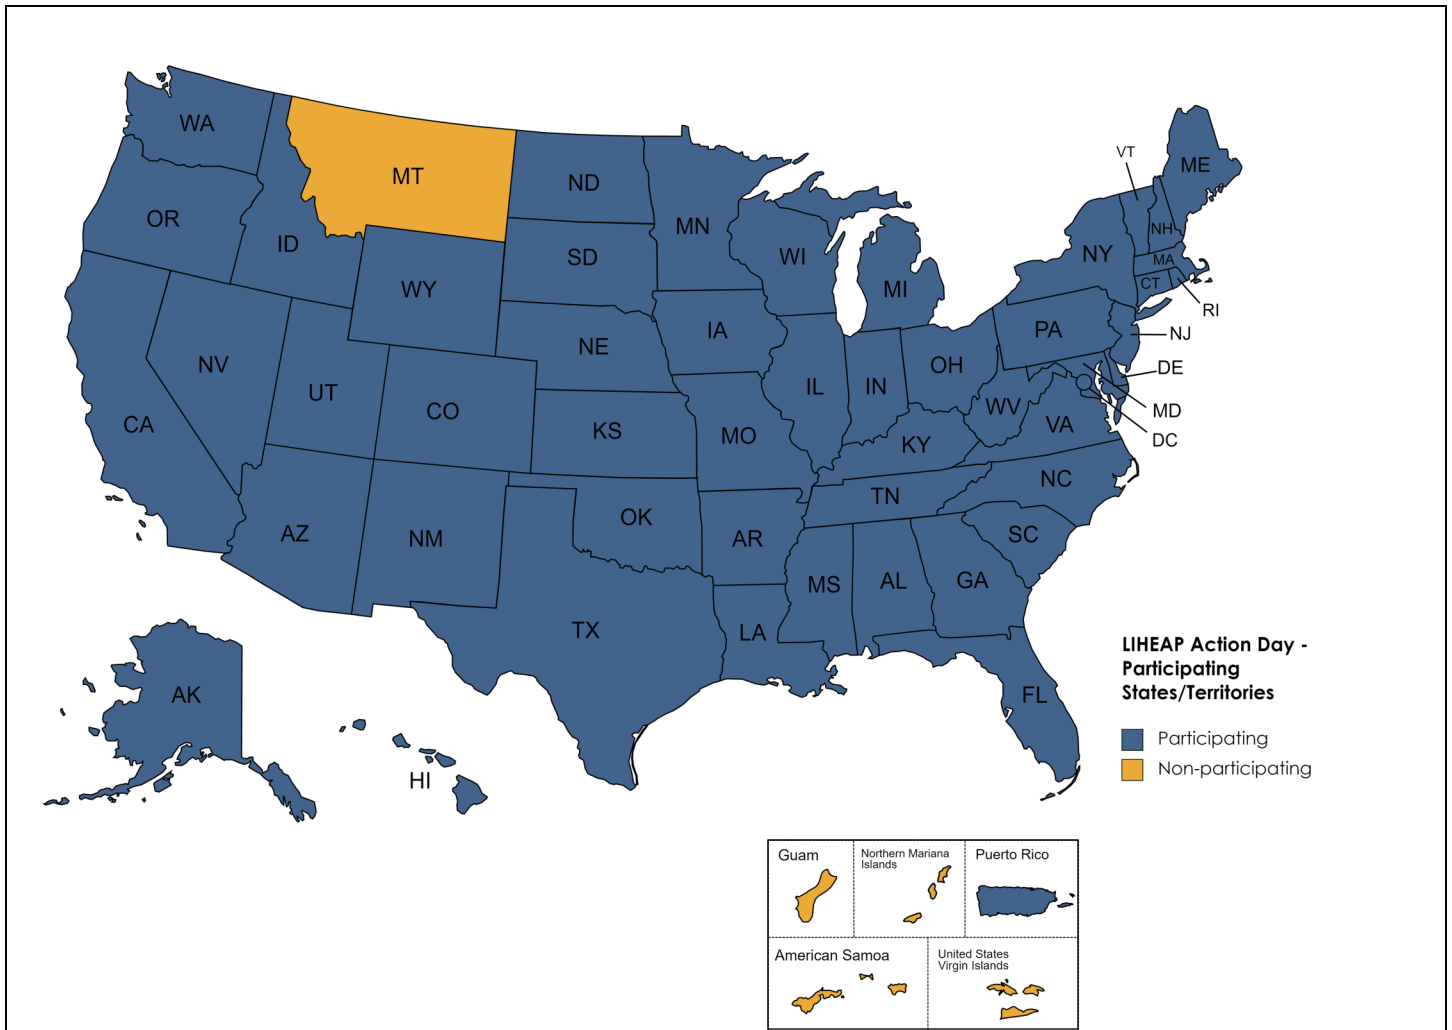 WA
MT
ND
MN
VT
ME
OR
ID
SD
WI
MI
NY
NH
MA
CT
RI
WY
IA
NE
PA
NJ
NV
UT
CO
IL
IN
OH
DE
MD
DC
CA
KS
MO
KY
WV
VA
AZ
NM
OK
AR
TN
NC
SC
MS
AL
GA
TX
LA
FL
AK
HI
LIHEAP Action Day -
Participating
States/Territories
Participating
Non-participating
Guam
Northern Mariana
Islands
Puerto Rico
American Samoa
United States
Virgin Islands